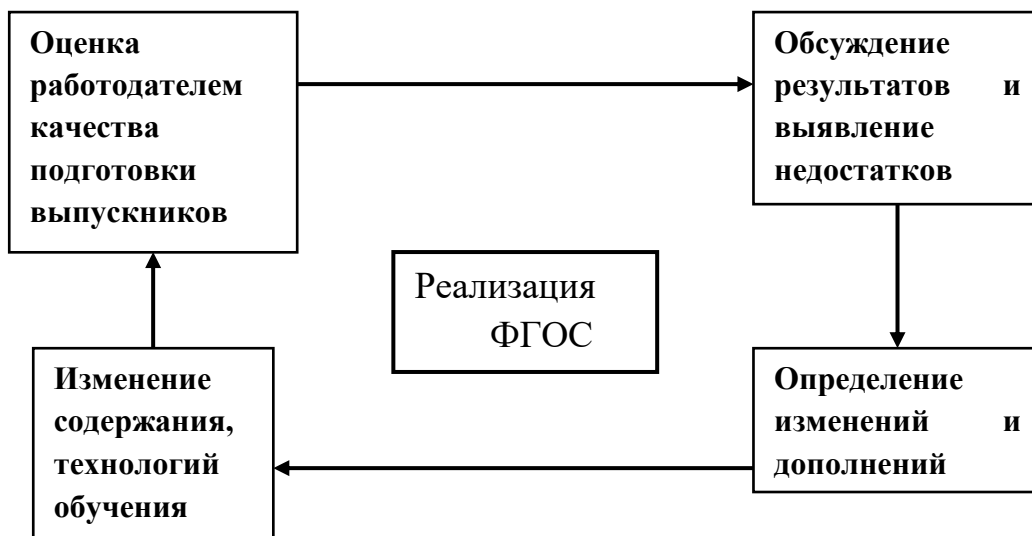 Оценка
работодателем
качества
подготовки
выпускников
Обсуждение
результатов и
выявление
недостатков
Реализация
ФГОС
Изменение
содержания,
технологий
обучения
Определение
изменений и
дополнений